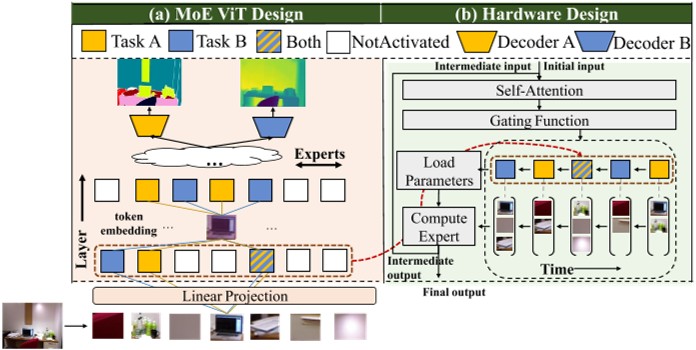 (a) MoE ViT Design
(b) Hardware Design
Task A
Task B
Both
NotActivated
Decoder A
Decoder B
Intermediate input
Initial input
Self-Attention
Gating Function
...
Experts
Load
Parameters
Layer
token
embedding
...
...
Compute
Expert
Intermediate
output
Time
Linear Projection
Final output